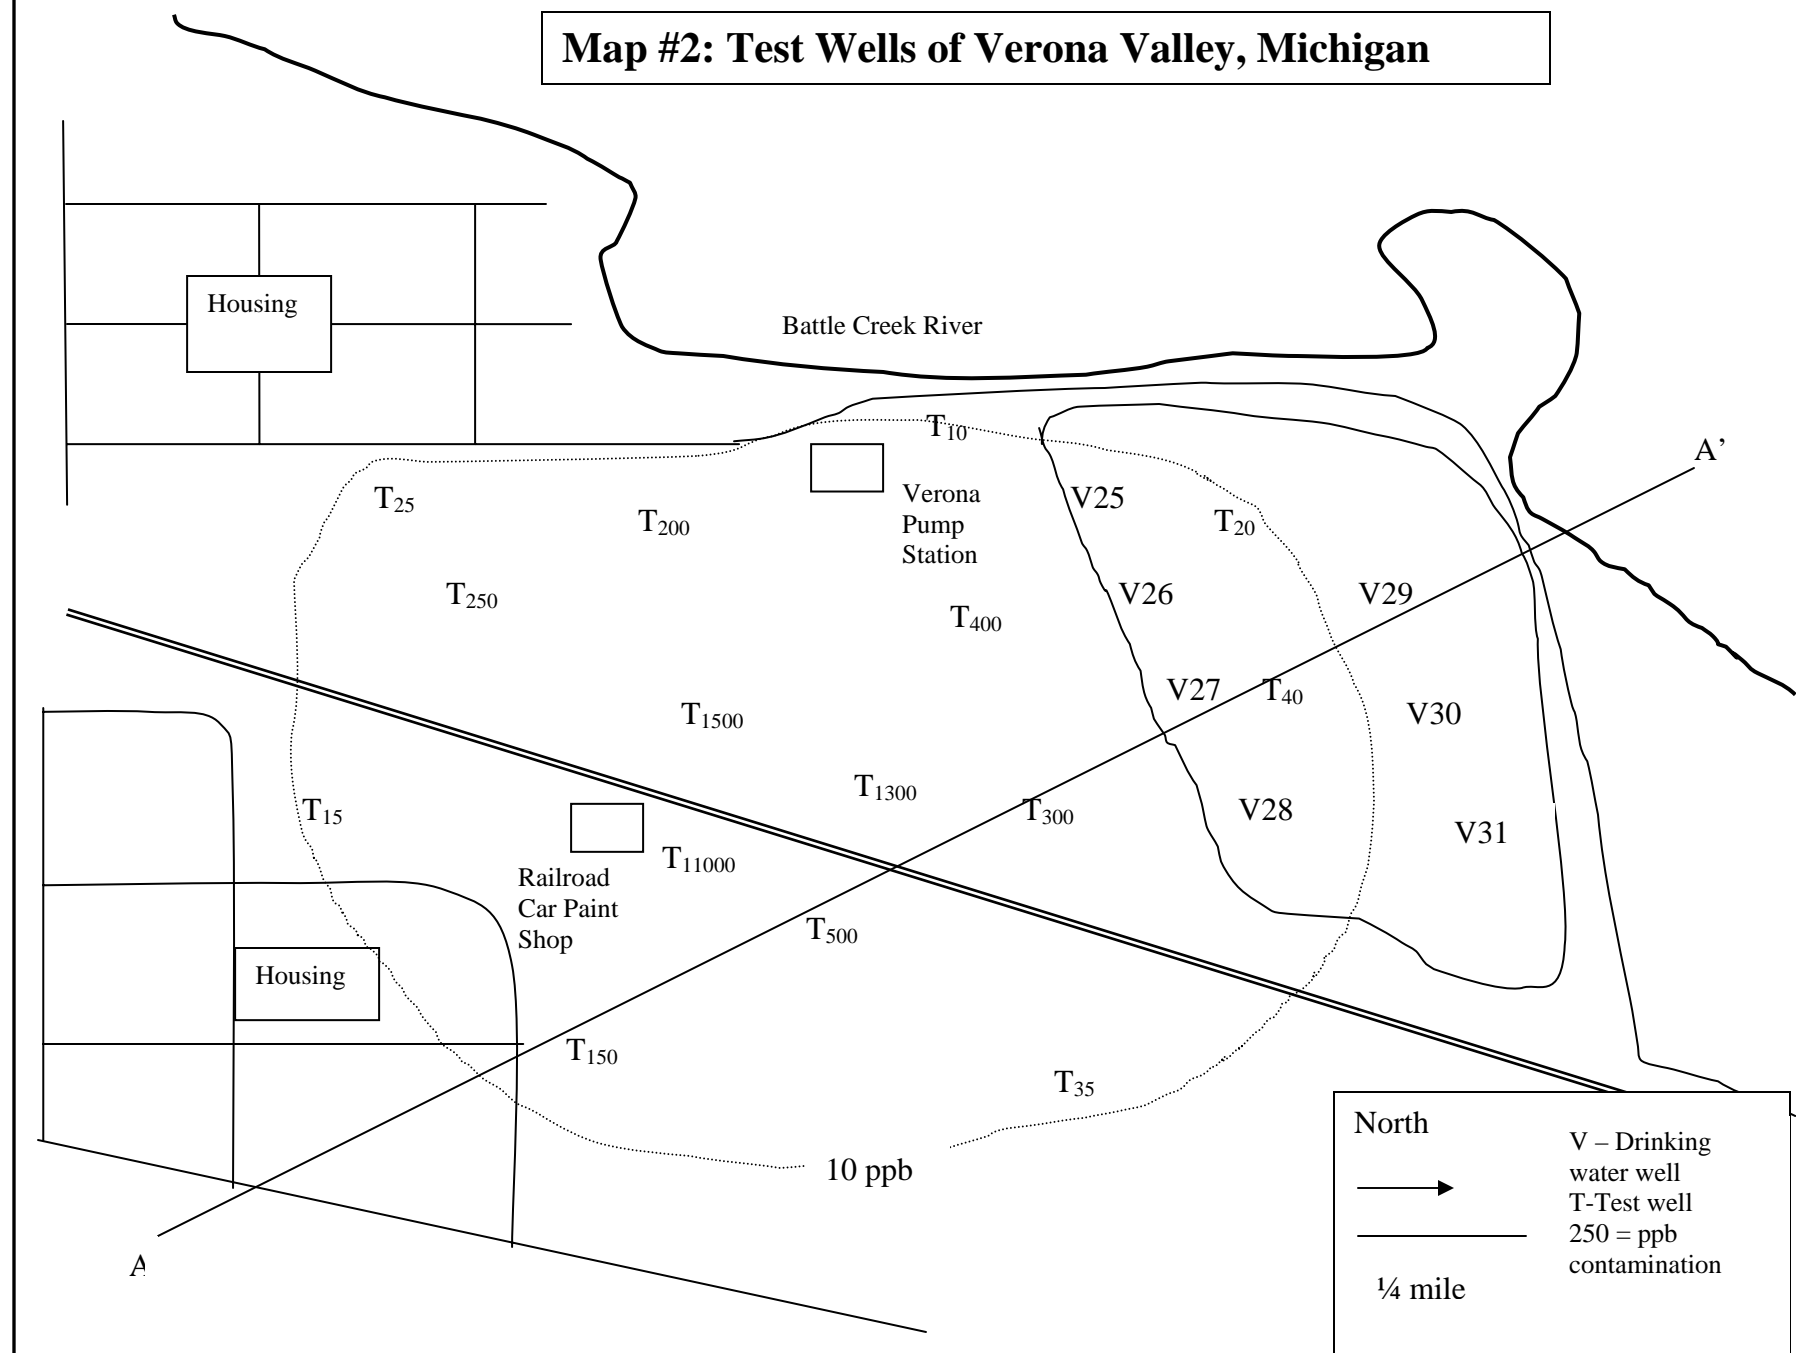 Map #2: Test Wells of Verona Valley, Michigan
Housing
Battle Creek River
T10
A’
T25
V25
Verona
Pump
Station
T200
T20
T250
V26
V29
T400
V27
T40
T1500
V30
T1300
T15
T300
V28
V31
T11000
Railroad
Car Paint
Shop
T500
Housing
T150
T35
10 ppb
A
North
V – Drinking
water well
T-Test well
250 = ppb
contamination
¼ mile